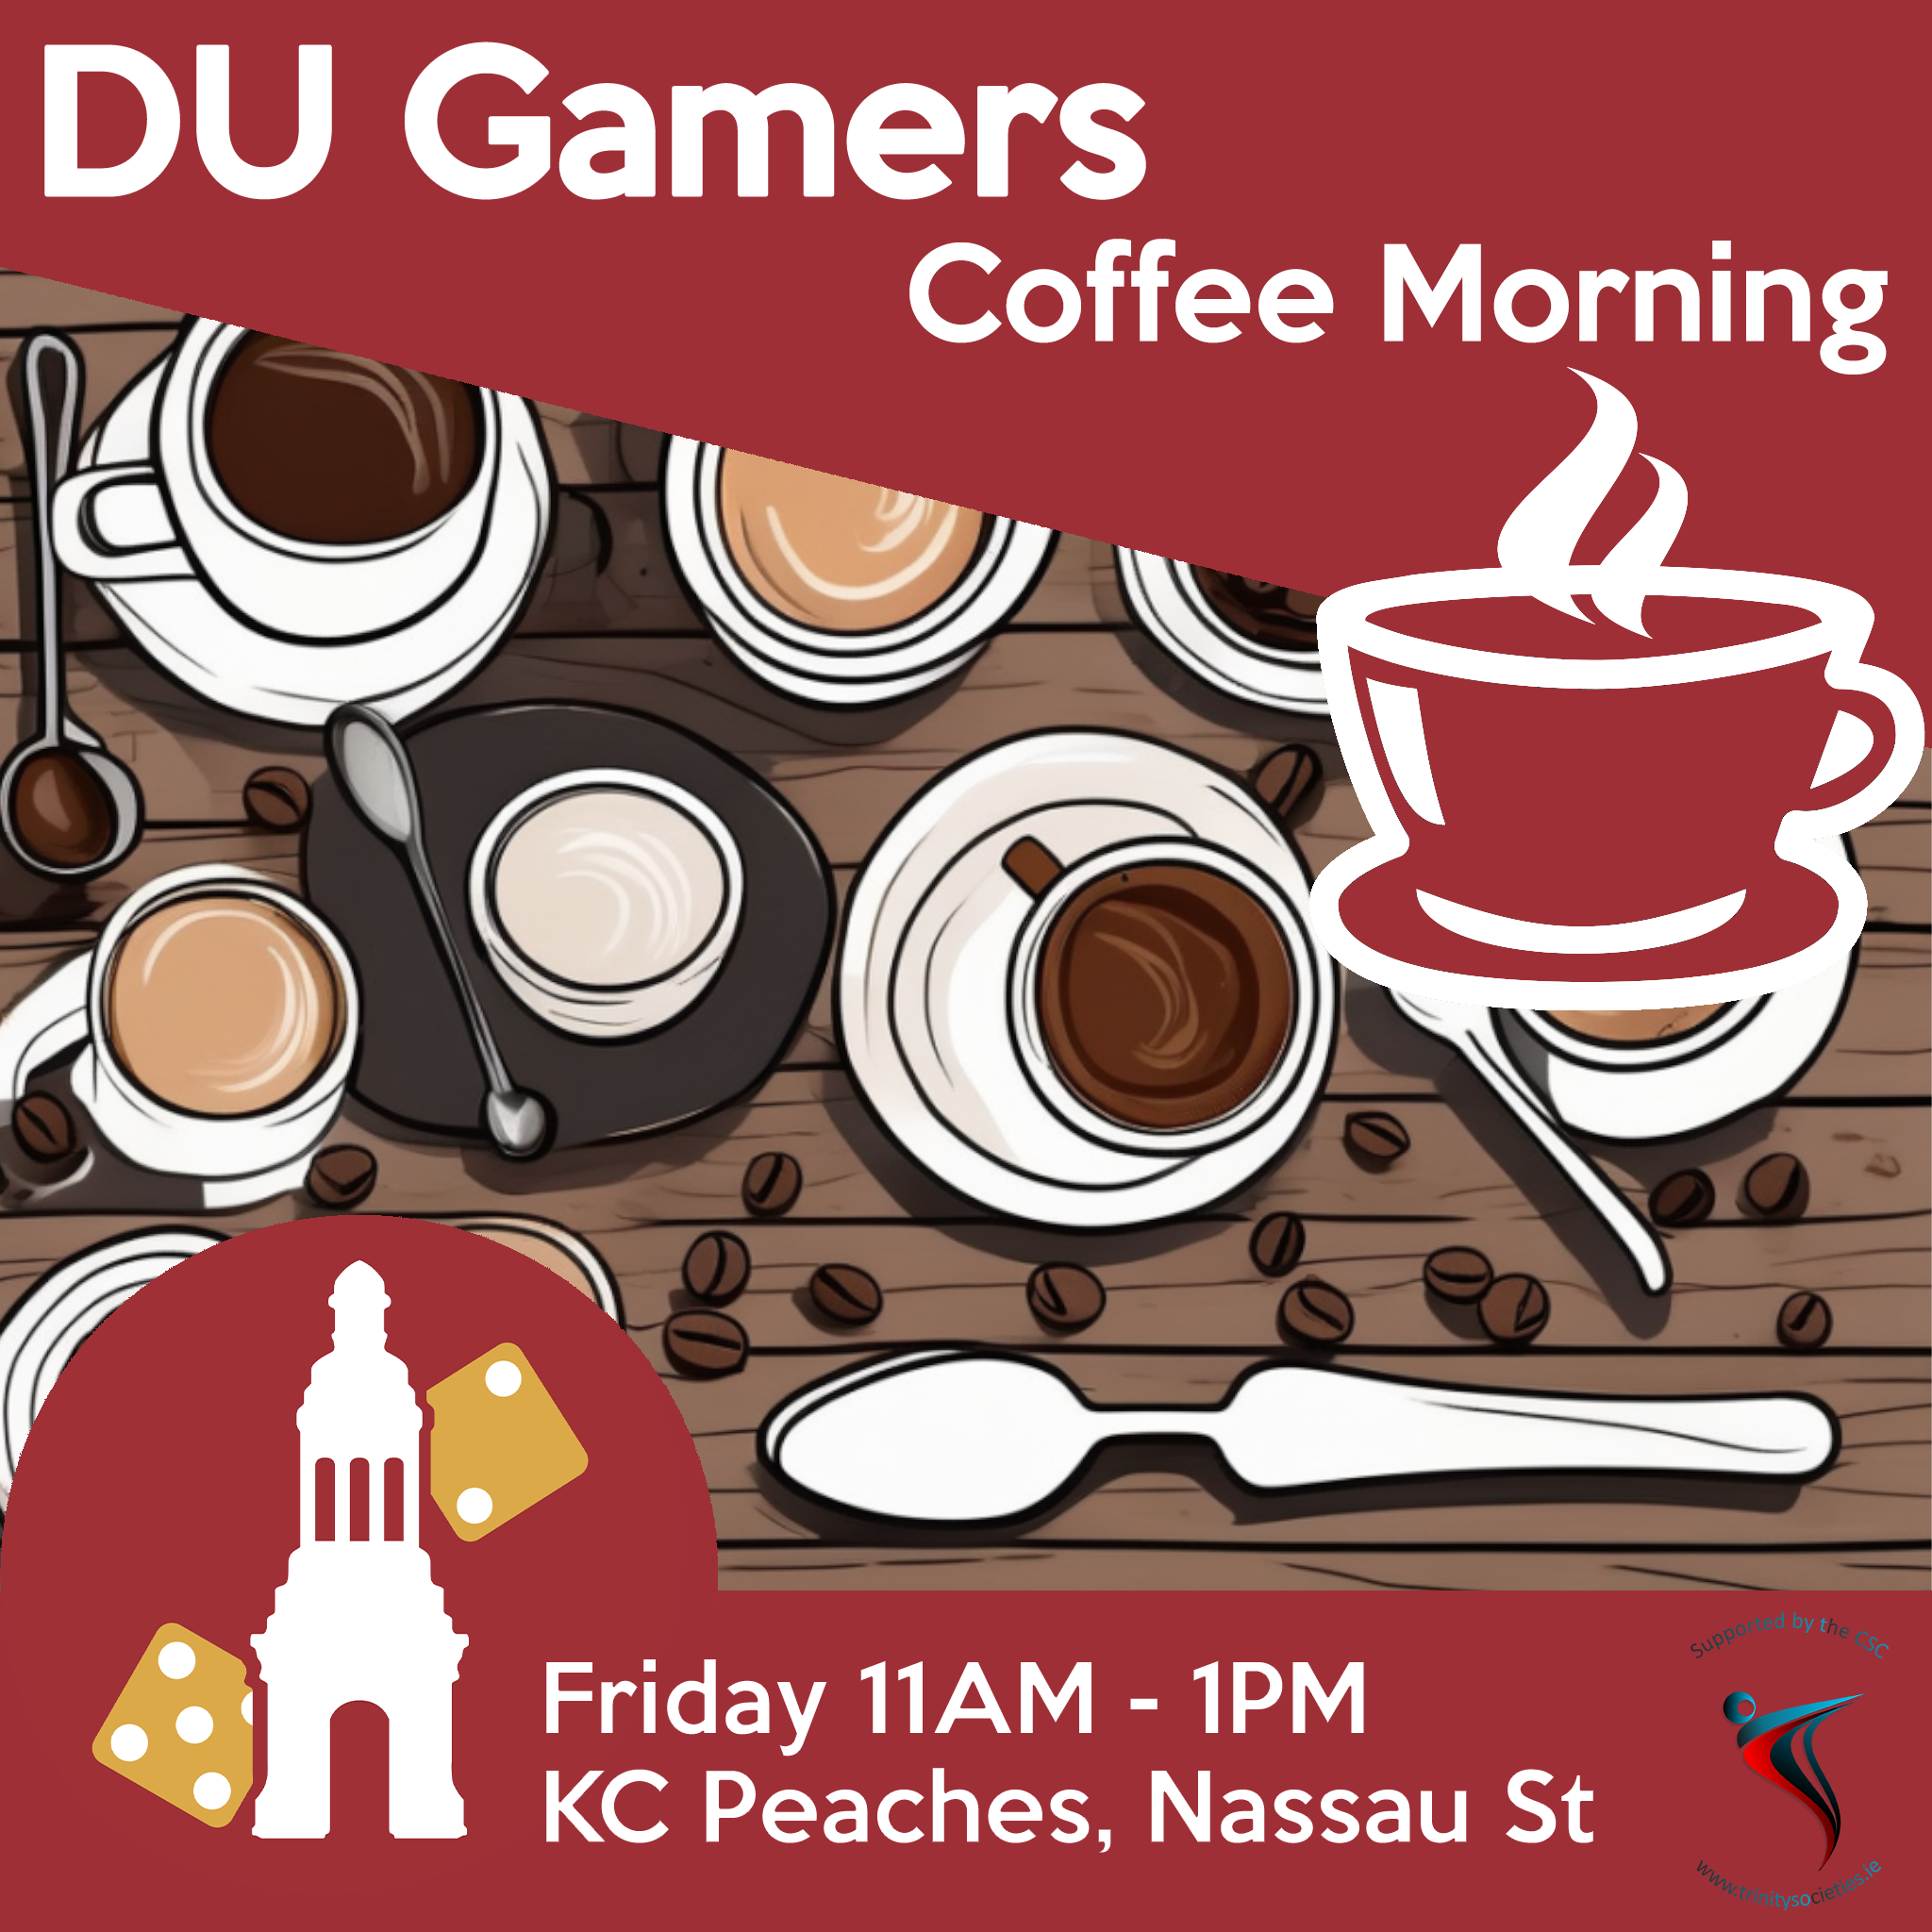 DU Gamers
Coffee Morning
Friday 11AM - 1PM
KC Peaches, Nassau St
Supported by the CSC
www.trinitysocieties.ie